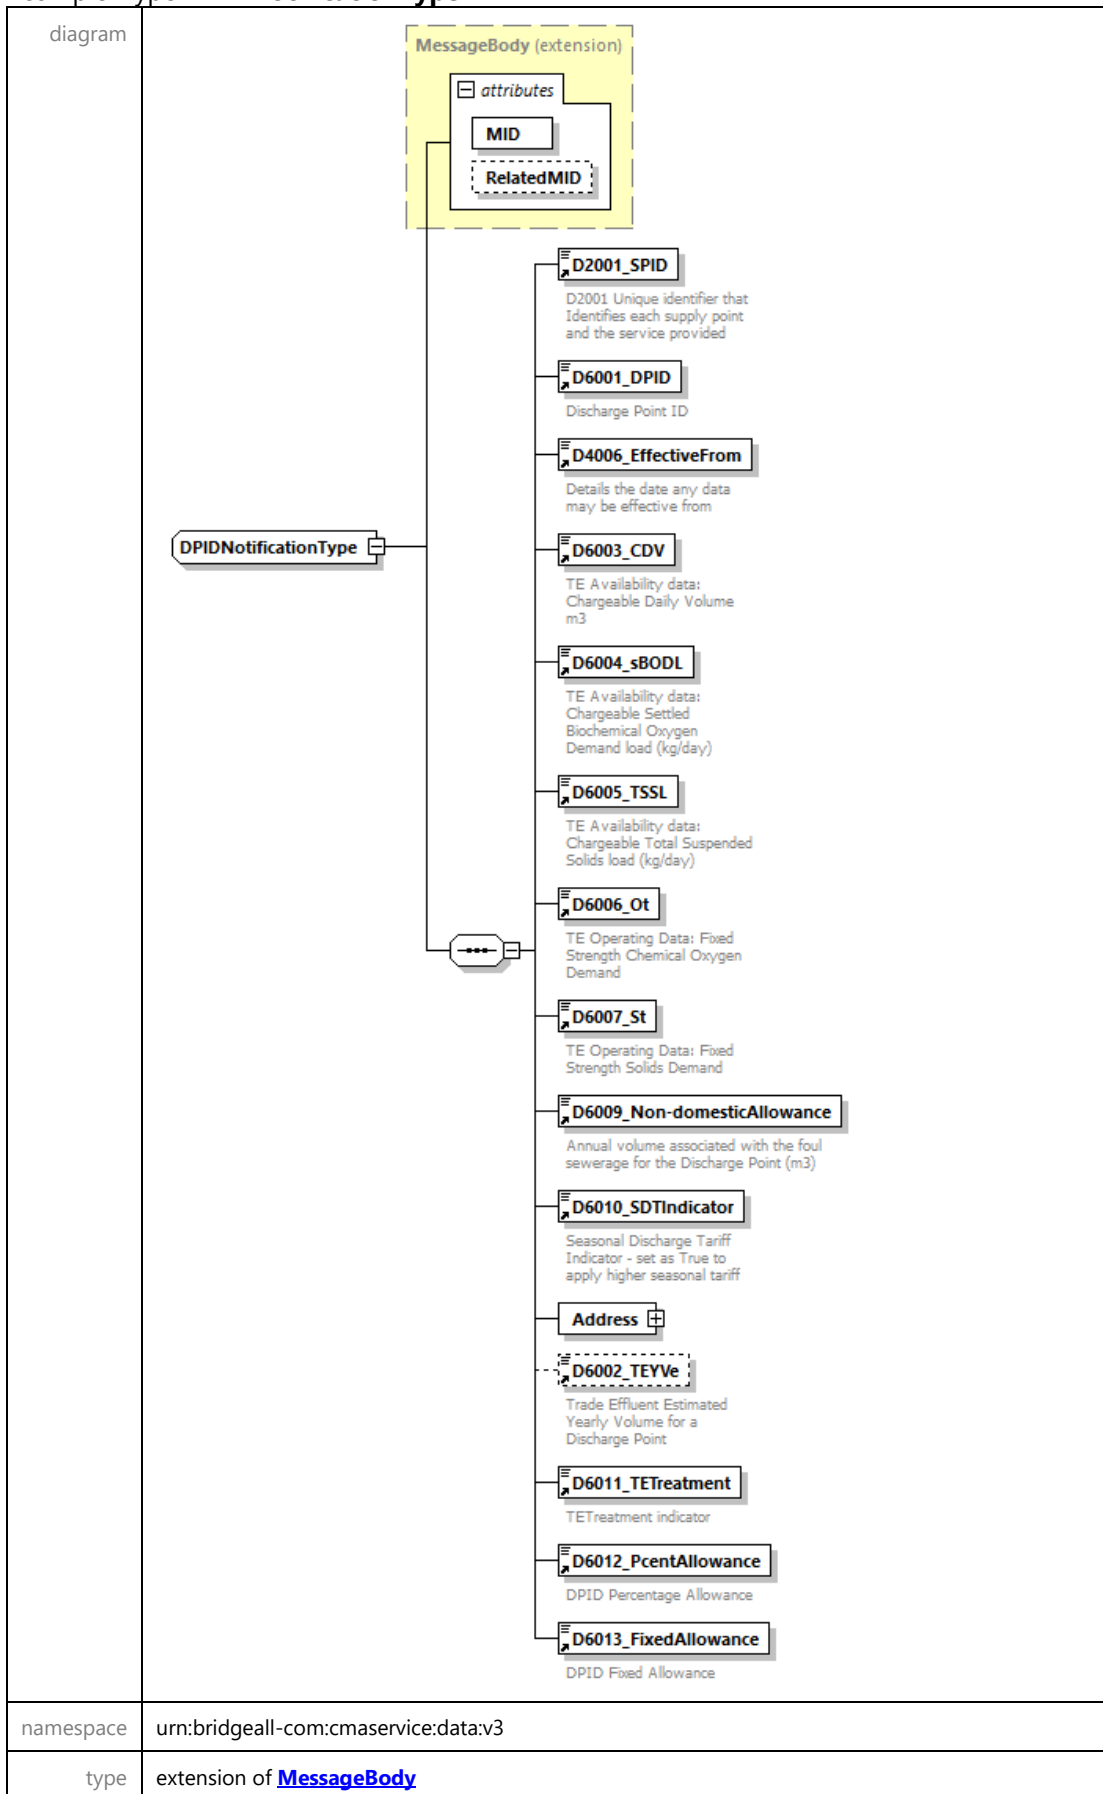 diagram
MessageBody (extension)
attributes
MID
RelatedMID
D2001_SPID
D2001 Unique identifier that
Identifies each supply point
and the service provided
D6001_DPID
Discharge Point ID
D4006_EffectiveFrom
Details the date any data
may be effective from
DPIDNotificationType
D6003_CDV
TE Availability data:
Chargeable Daily Volume
m3
D6004_sBODL
TE Availability data:
Chargeable Settled
Biochemical Oxygen
Demand load (kg/day)
D6005_TSSL
TE Availability data:
Chargeable Total Suspended
Solids load (kg/day)
D6006_Ot
TE Operating Data: Fixed
Strength Chemical Oxygen
Demand
D6007_St
TE Operating Data: Fixed
Strength Solids Demand
D6009_Non-domesticAllowance
Annual volume associated with the foul
sewerage for the Discharge Point (m3)
D6010_SDTIndicator
Seasonal Discharge Tariff
Indicator - set as True to
apply higher seasonal tariff
Address
D6002_TEYVe
Trade Effluent Estimated
Yearly Volume for a
Discharge Point
D6011_TETreatment
TETreatment indicator
D6012_PcentAllowance
DPID Percentage Allowance
D6013_FixedAllowance
DPID Fixed Allowance
namespace
urn:bridgeall-com:cmaservice:data:v3
type
extension of MessageBody